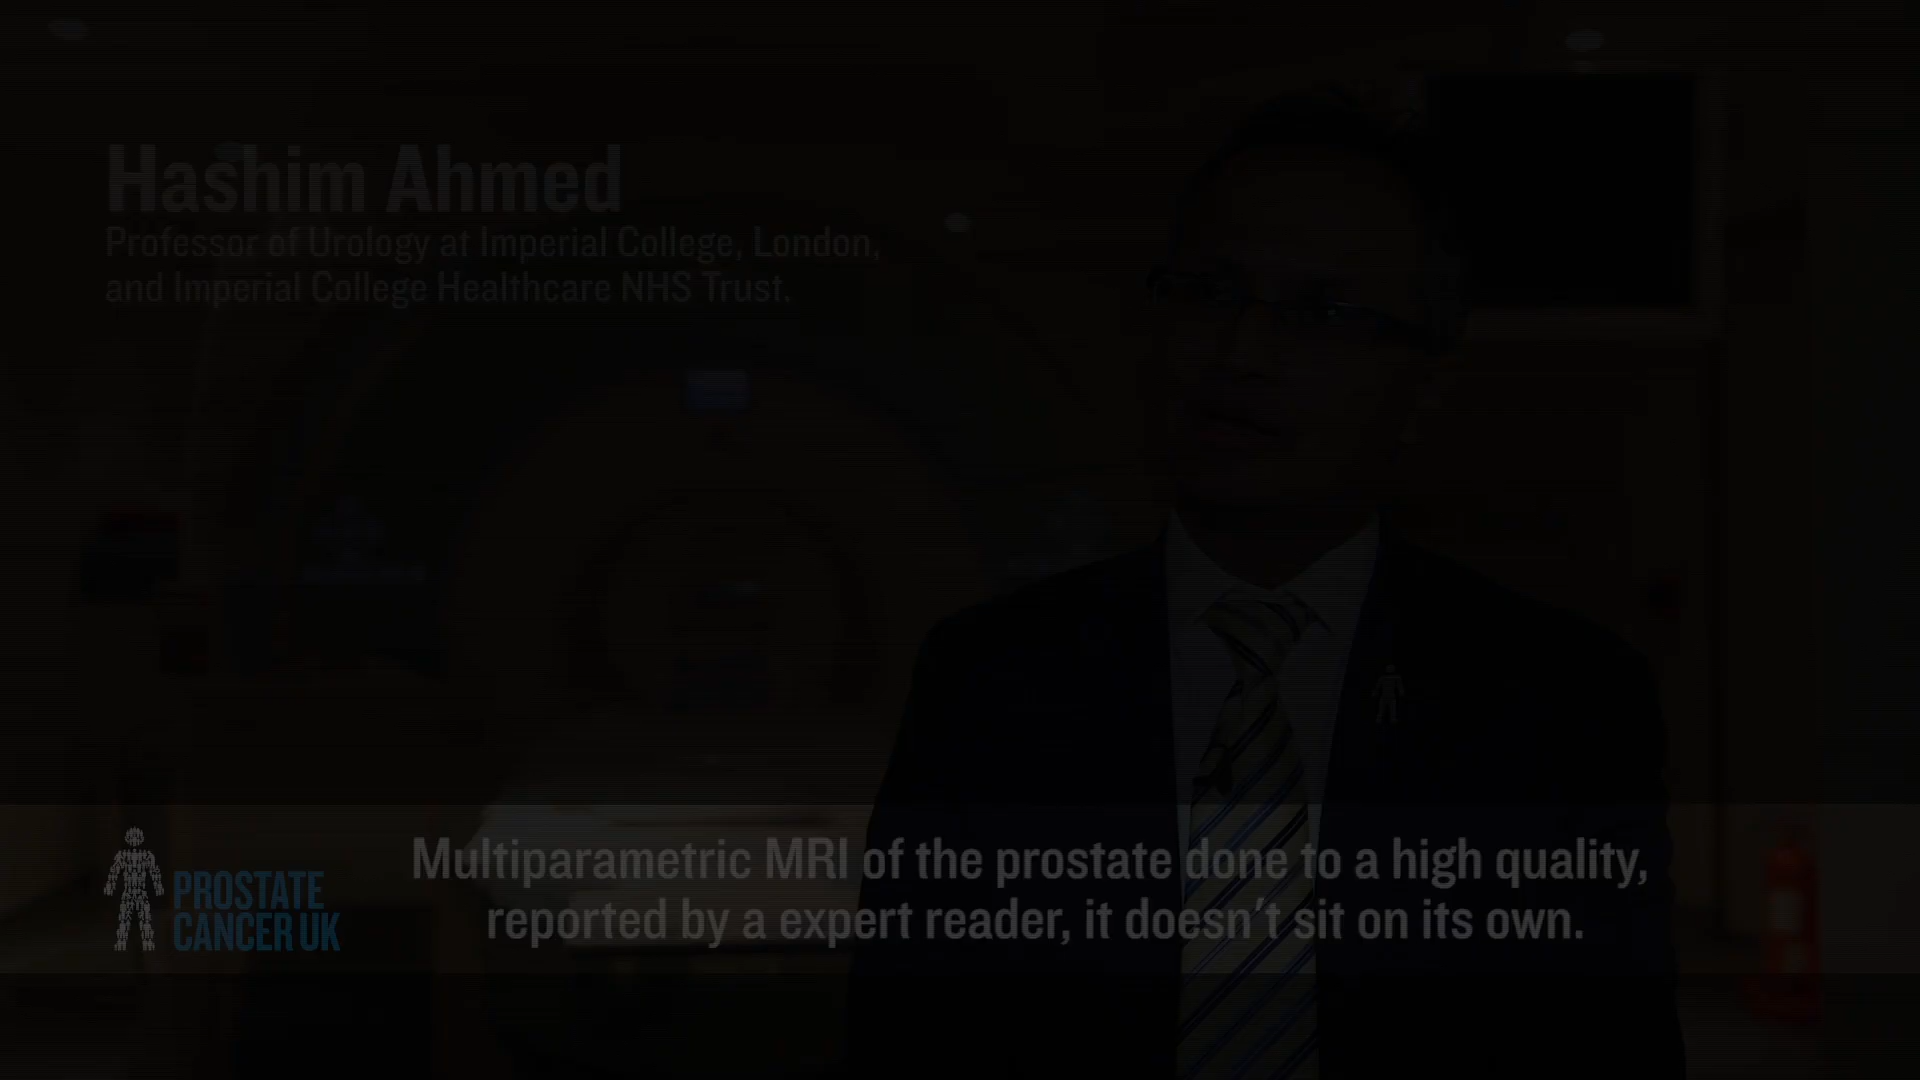 Hashim Ahmed
Professor of Urology at Imperial College, London,
and Imperial College Healthcare NHS Trust.
Multiparametric MRI of the prostate done to a high quality,
reported by a expert reader, it doesn't sit on its own.
PROSTATE
CANCER UK